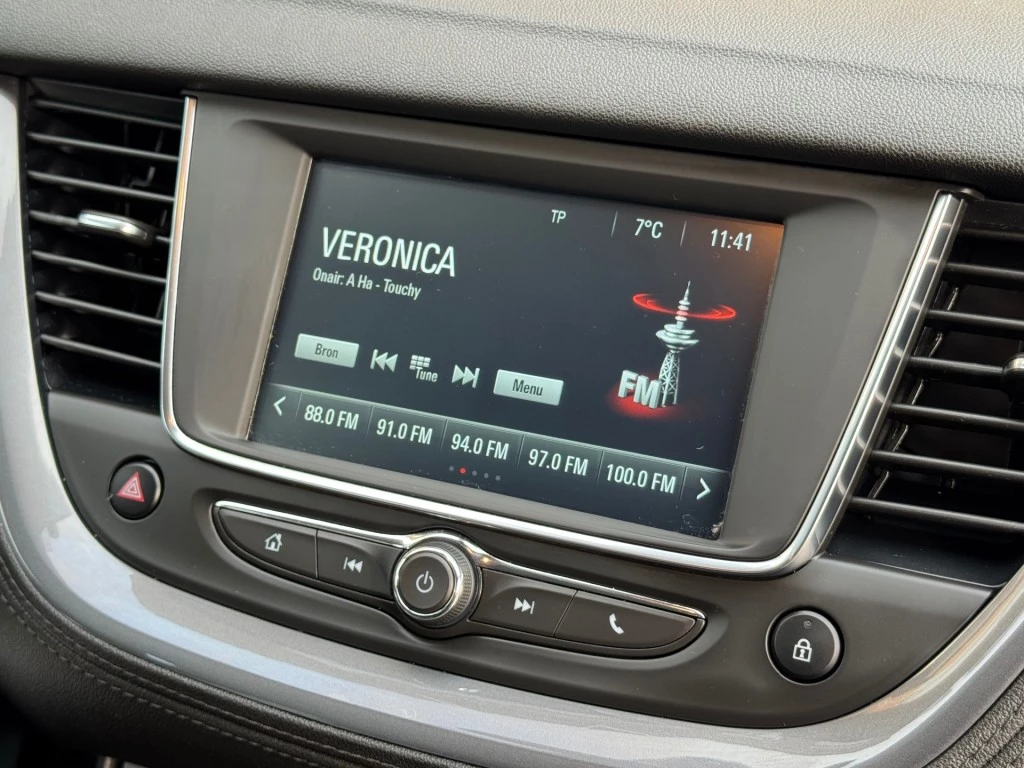 TP 7°C 11:41
VERONICA
Onair: A Ha - Touchy
Bron Tune Menu
FM
88.0 FM 91.0 FM 94.0 FM 97.0 FM 100.0 FM